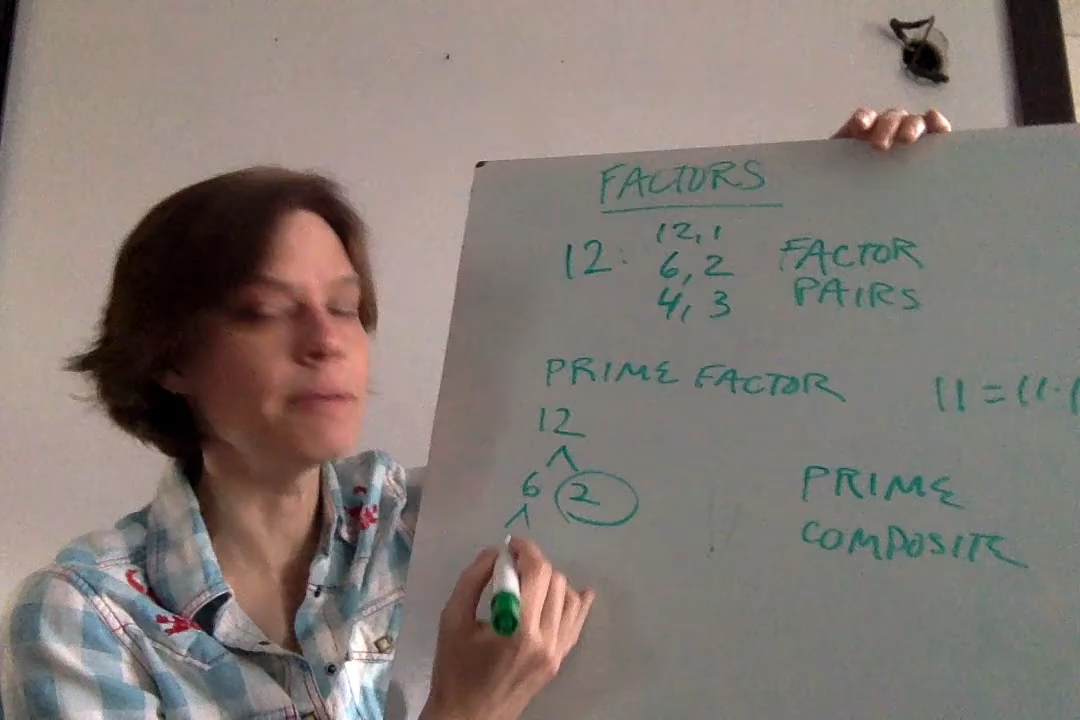 FACTORS
12,1
12: 6,2 FACTOR
4,3 PAIRS
PRIME FACTOR
11=11·1
12
6 2
PRIME
COMPOSITE